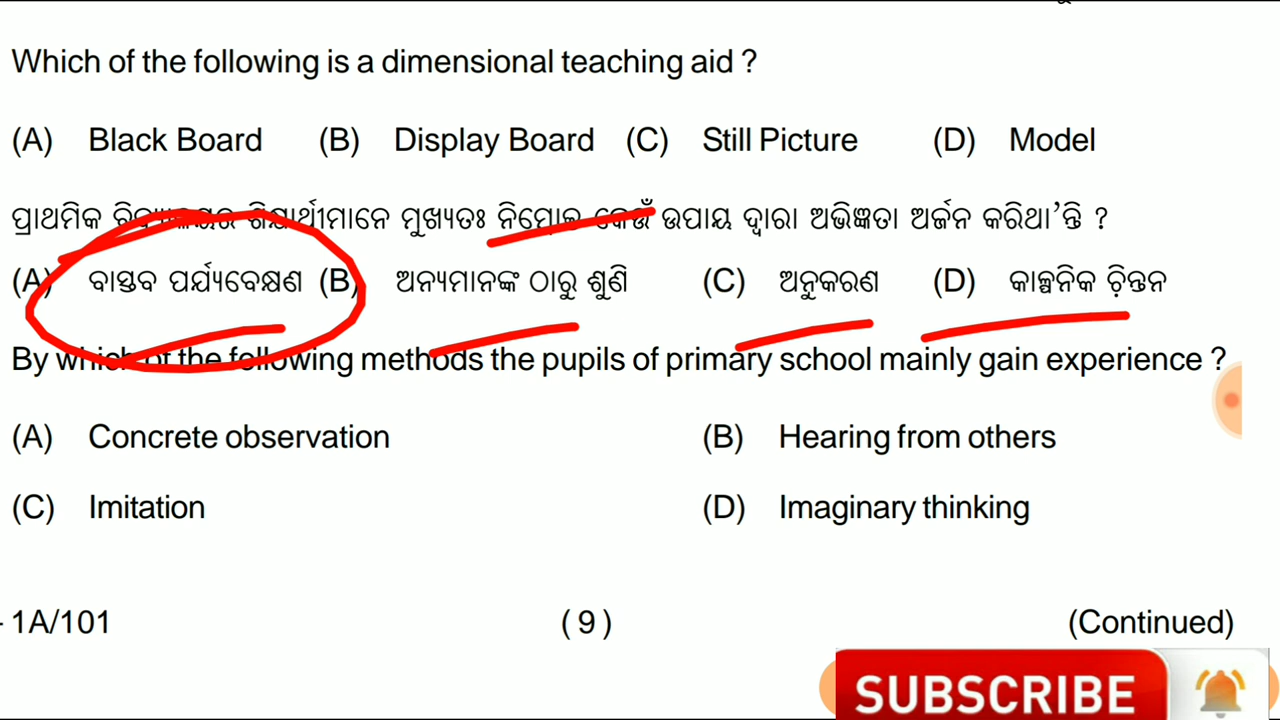 Which of the following is a dimensional teaching aid ?
(A) Black Board (B) Display Board (C) Still Picture (D) Model
ପ୍ରାଥମିକ ବିଦ୍ୟାଳୟର ଶିକ୍ଷାର୍ଥୀମାନେ ମୁଖ୍ୟତଃ ନିମ୍ନୋକ୍ତ କେଉଁ ଉପାୟ ଦ୍ୱାରା ଅଭିଜ୍ଞତା ଅର୍ଜନ କରିଥା’ନ୍ତି ?
(A) ବାସ୍ତବ ପର୍ଯ୍ୟବେକ୍ଷଣ (B) ଅନ୍ୟମାନଙ୍କ ଠାରୁ ଶୁଣି (C) ଅନୁକରଣ (D) କାଳ୍ପନିକ ଚିନ୍ତନ
By which of the following methods the pupils of primary school mainly gain experience ?
(A) Concrete observation (B) Hearing from others
(C) Imitation (D) Imaginary thinking
- 1A/101 ( 9 ) (Continued)
SUBSCRIBE